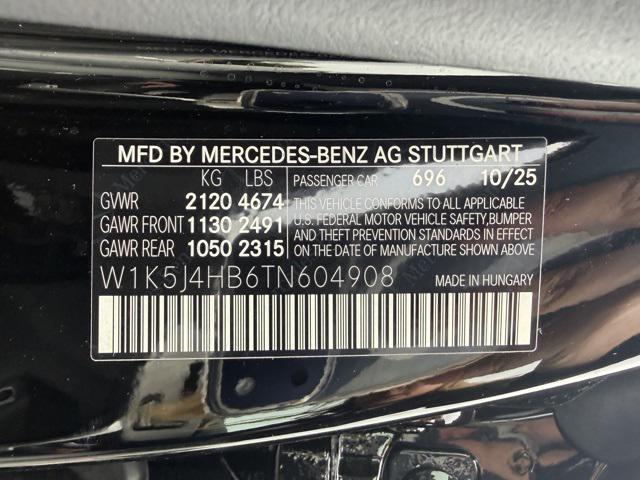 MFD BY MERCEDES-BENZ AG STUTTGART
KG LBS
GVWR 2120 4674
GAWR FRONT 1130 2491
GAWR REAR 1050 2315
PASSENGER CAR 696 10/25
THIS VEHICLE CONFORMS TO ALL APPLICABLE
U.S. FEDERAL MOTOR VEHICLE SAFETY,BUMPER
AND THEFT PREVENTION STANDARDS IN EFFECT
ON THE DATE OF MANUFACTURE SHOWN ABOVE.
W1K5J4HB6TN604908
MADE IN HUNGARY